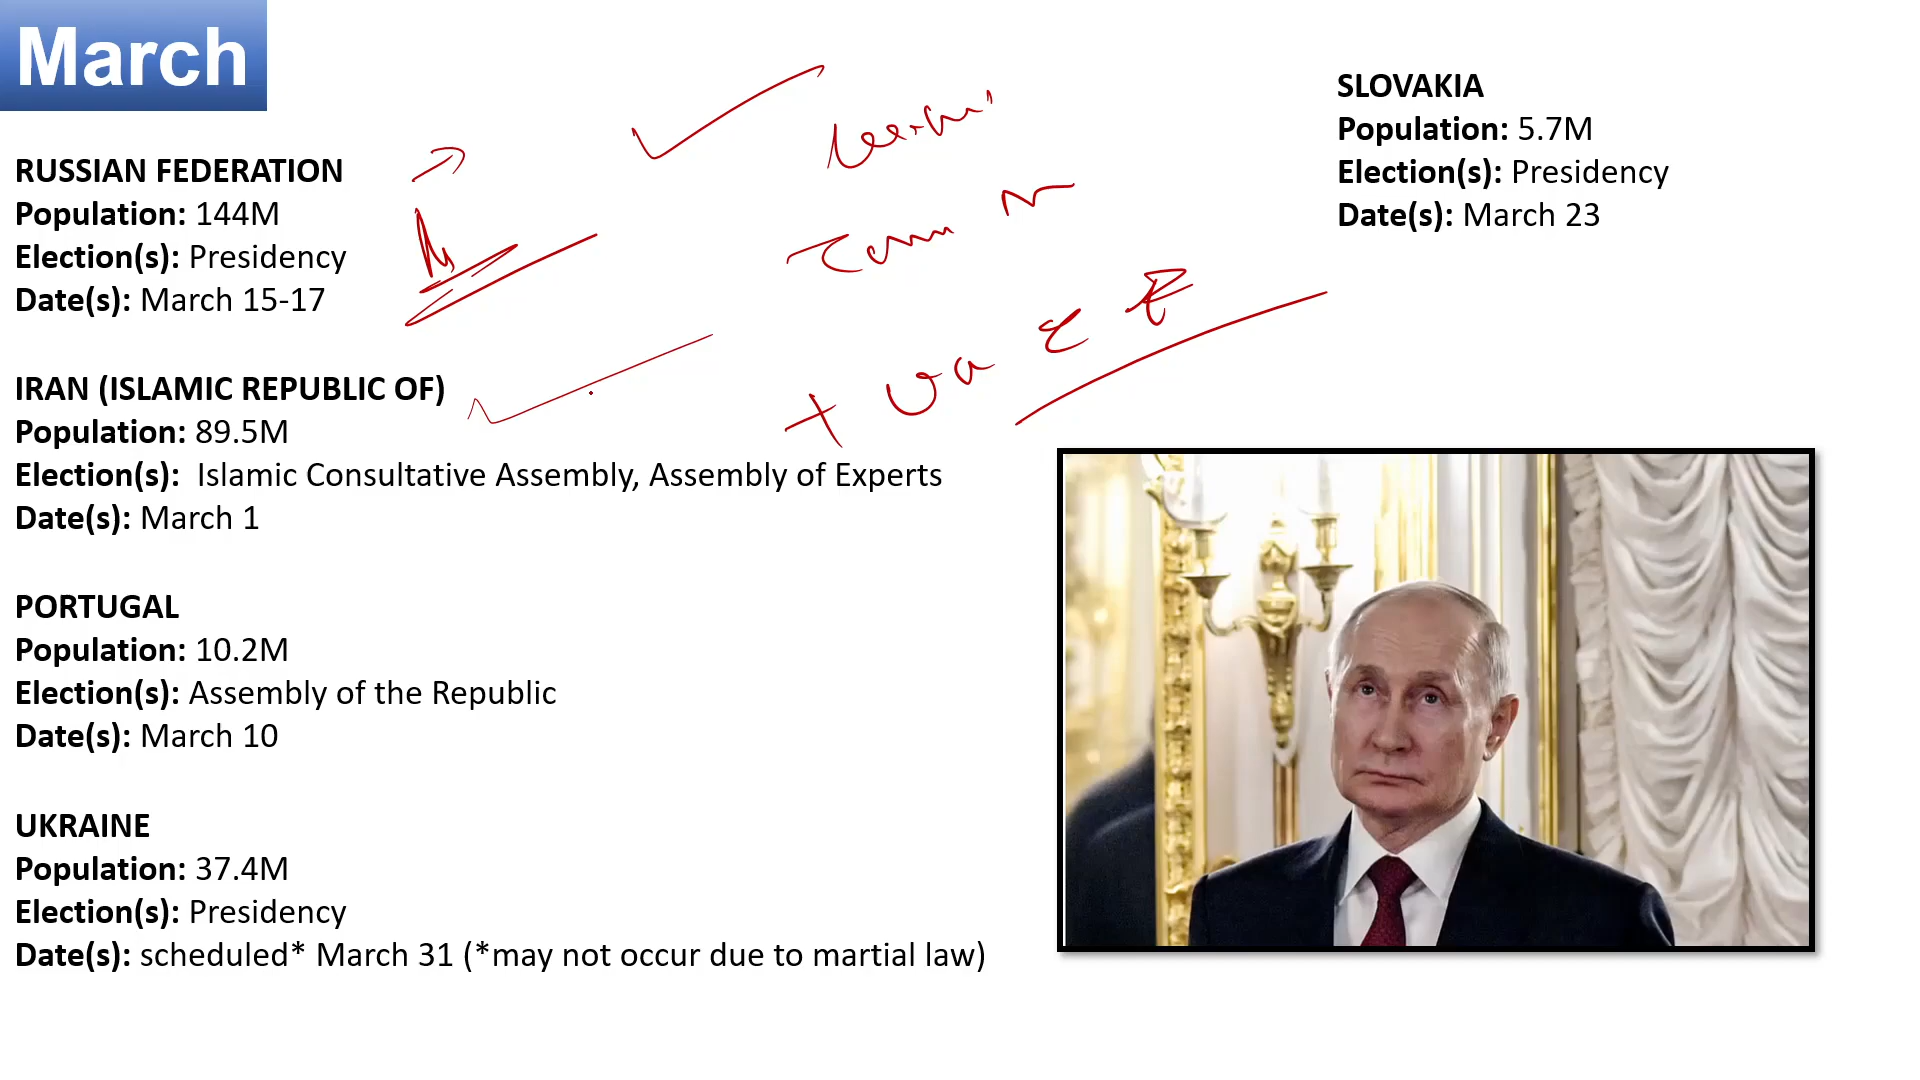 March
RUSSIAN FEDERATION
Population: 144M
Election(s): Presidency
Date(s): March 15-17
IRAN (ISLAMIC REPUBLIC OF)
Population: 89.5M
Election(s): Islamic Consultative Assembly, Assembly of Experts
Date(s): March 1
PORTUGAL
Population: 10.2M
Election(s): Assembly of the Republic
Date(s): March 10
UKRAINE
Population: 37.4M
Election(s): Presidency
Date(s): scheduled* March 31 (*may not occur due to martial law)
SLOVAKIA
Population: 5.7M
Election(s): Presidency
Date(s): March 23